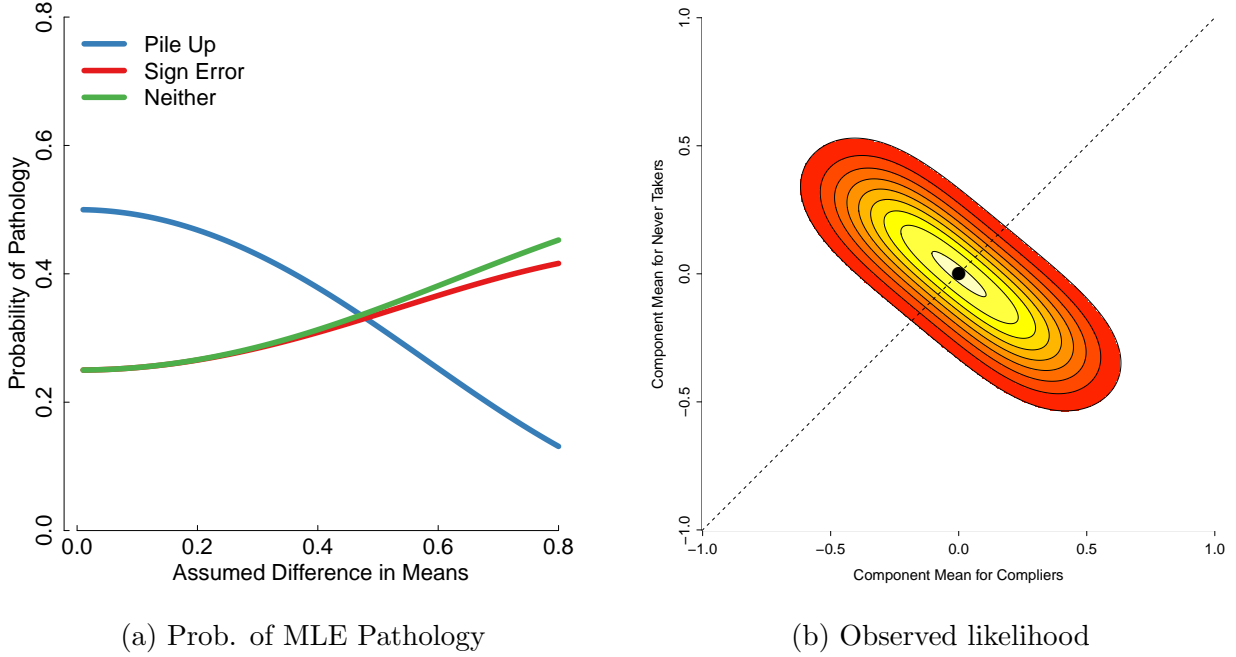 Pile Up
Sign Error
Neither
Probability of Pathology
0.0
0.2
0.4
0.6
0.8
0.0
0.2
0.4
0.6
0.8
Assumed Difference in Means
(a) Prob. of MLE Pathology
Component Mean for Never Takers
1.0
0.5
0.0
−0.5
−1.0
−1.0
−0.5
0.0
0.5
1.0
Component Mean for Compliers
(b) Observed likelihood